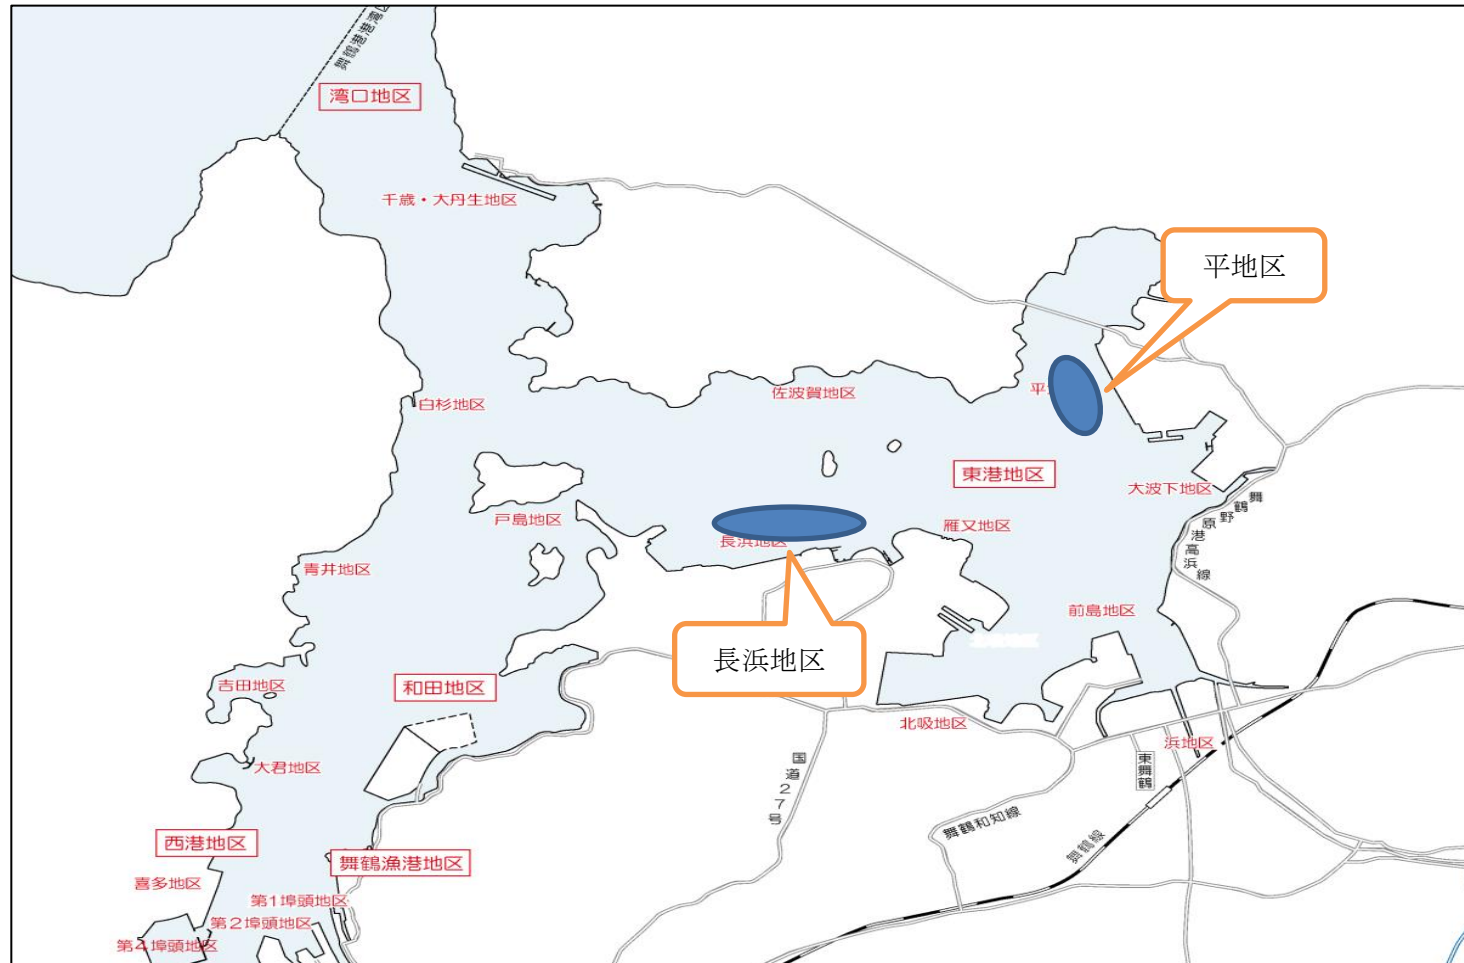 舞鶴港港湾区
湾口地区
千歳・大丹生地区
平地区
佐波賀地区
平
白杉地区
東港地区
大波下地区
戸島地区
雁又地区
長浜地区
舞鶴野原港高浜線
青井地区
前島地区
長浜地区
吉田地区
和田地区
北吸地区
浜地区
大君地区
国道27号
東舞鶴
西港地区
舞鶴和知線
舞鶴線
舞鶴漁港地区
喜多地区
第1埠頭地区
第2埠頭地区
第4埠頭地区